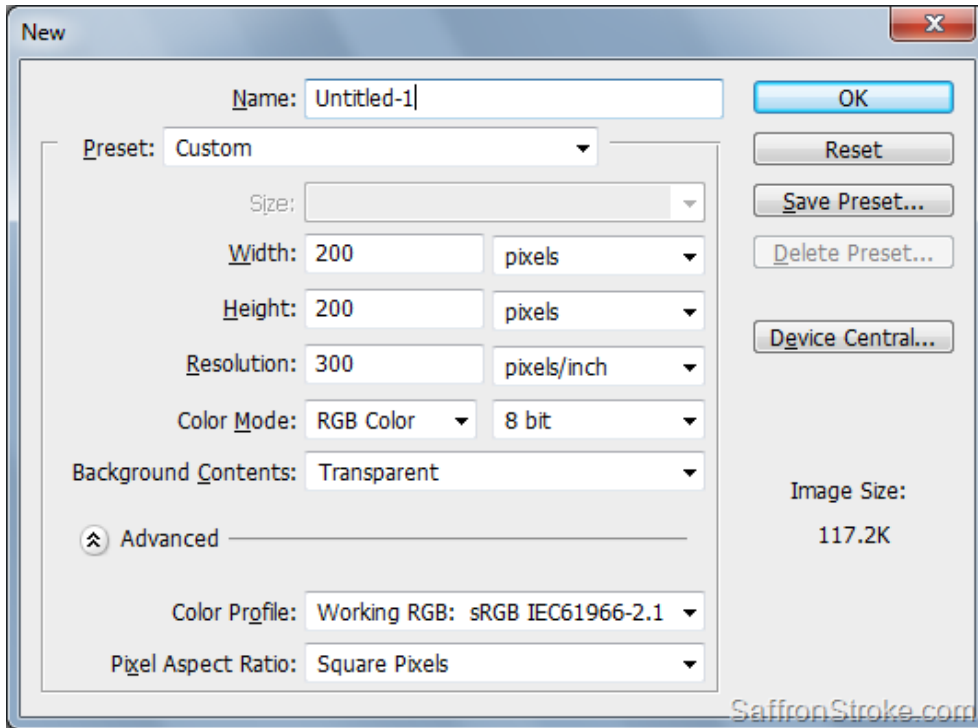 New
Name: Untitled-1
OK
Preset: Custom
Reset
Size:
Save Preset...
Width: 200 pixels
Delete Preset...
Height: 200 pixels
Device Central...
Resolution: 300 pixels/inch
Color Mode: RGB Color 8 bit
Background Contents: Transparent
Image Size:
117.2K
Advanced
Color Profile: Working RGB: sRGB IEC61966-2.1
Pixel Aspect Ratio: Square Pixels
SaffronStroke.com